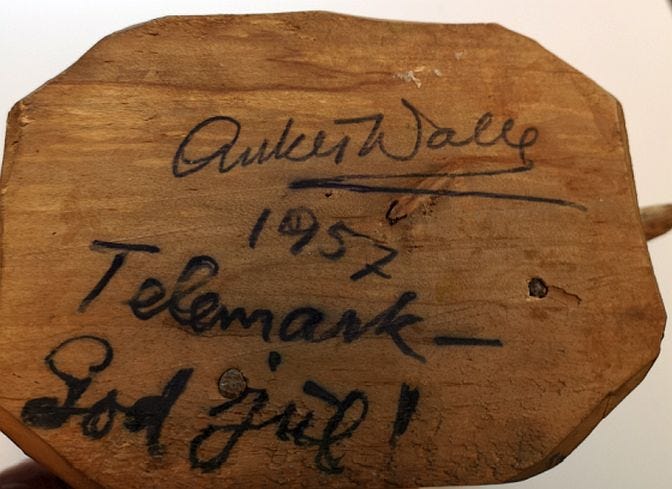 Anker Walle
1957
Telemark –
God jul!